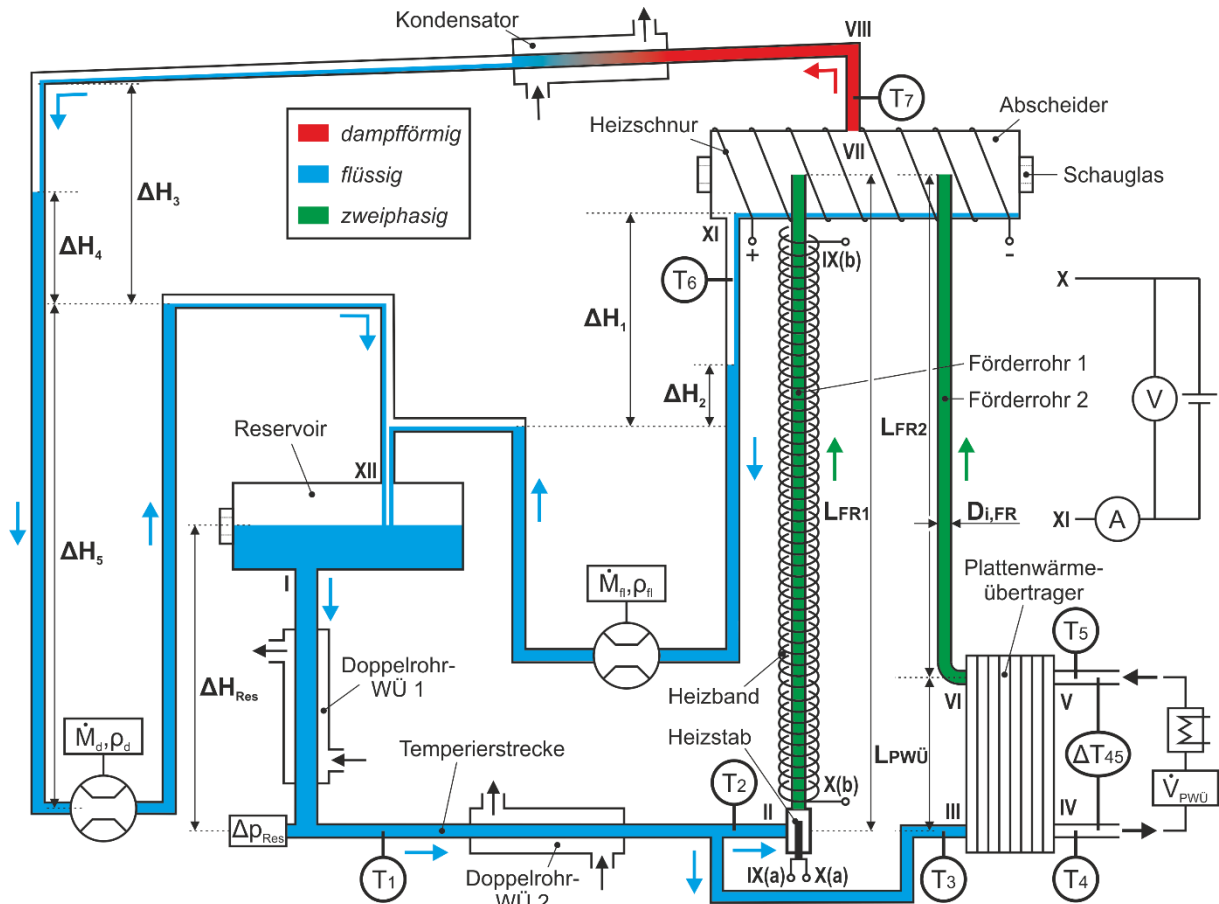 Kondensator
VIII
T7
Abscheider
Heizschnur
VII
Schauglas
dampfförmig
flüssig
zweiphasig
ΔH3
ΔH4
XI
+
IX(b)
-
T6
X
ΔH1
V
Förderrohr 1
Förderrohr 2
ΔH2
LFR2
Reservoir
XII
LFR1
Di,FR
XI
A
ΔH5
Plattenwärme-
übertrager
I
Ṁfl,ρfl
T5
Doppelrohr-
WÜ 1
ΔHRes
Heizband
VI
V
Ṁd,ρd
Heizstab
LPWÜ
ΔT45
Temperierstrecke
T2
X(b)
V̇PWÜ
II
III
IV
ΔpRes
T1
IX(a)
X(a)
T3
T4
Doppelrohr-
WÜ 2